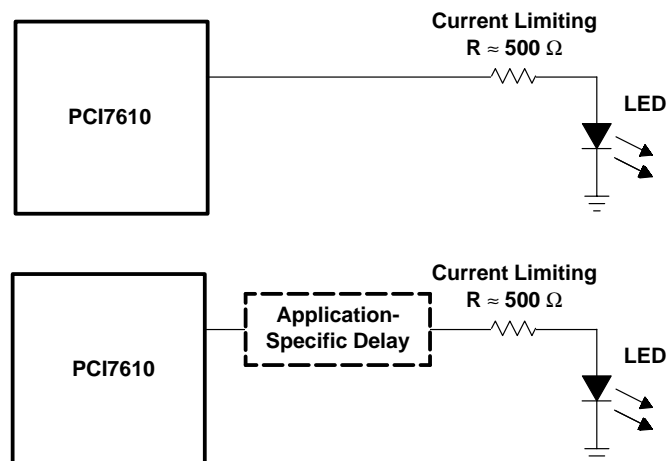 Current Limiting
R ≈ 500 Ω
LED
PCI7610
Current Limiting
R ≈ 500 Ω
Application-
Specific Delay
LED
PCI7610